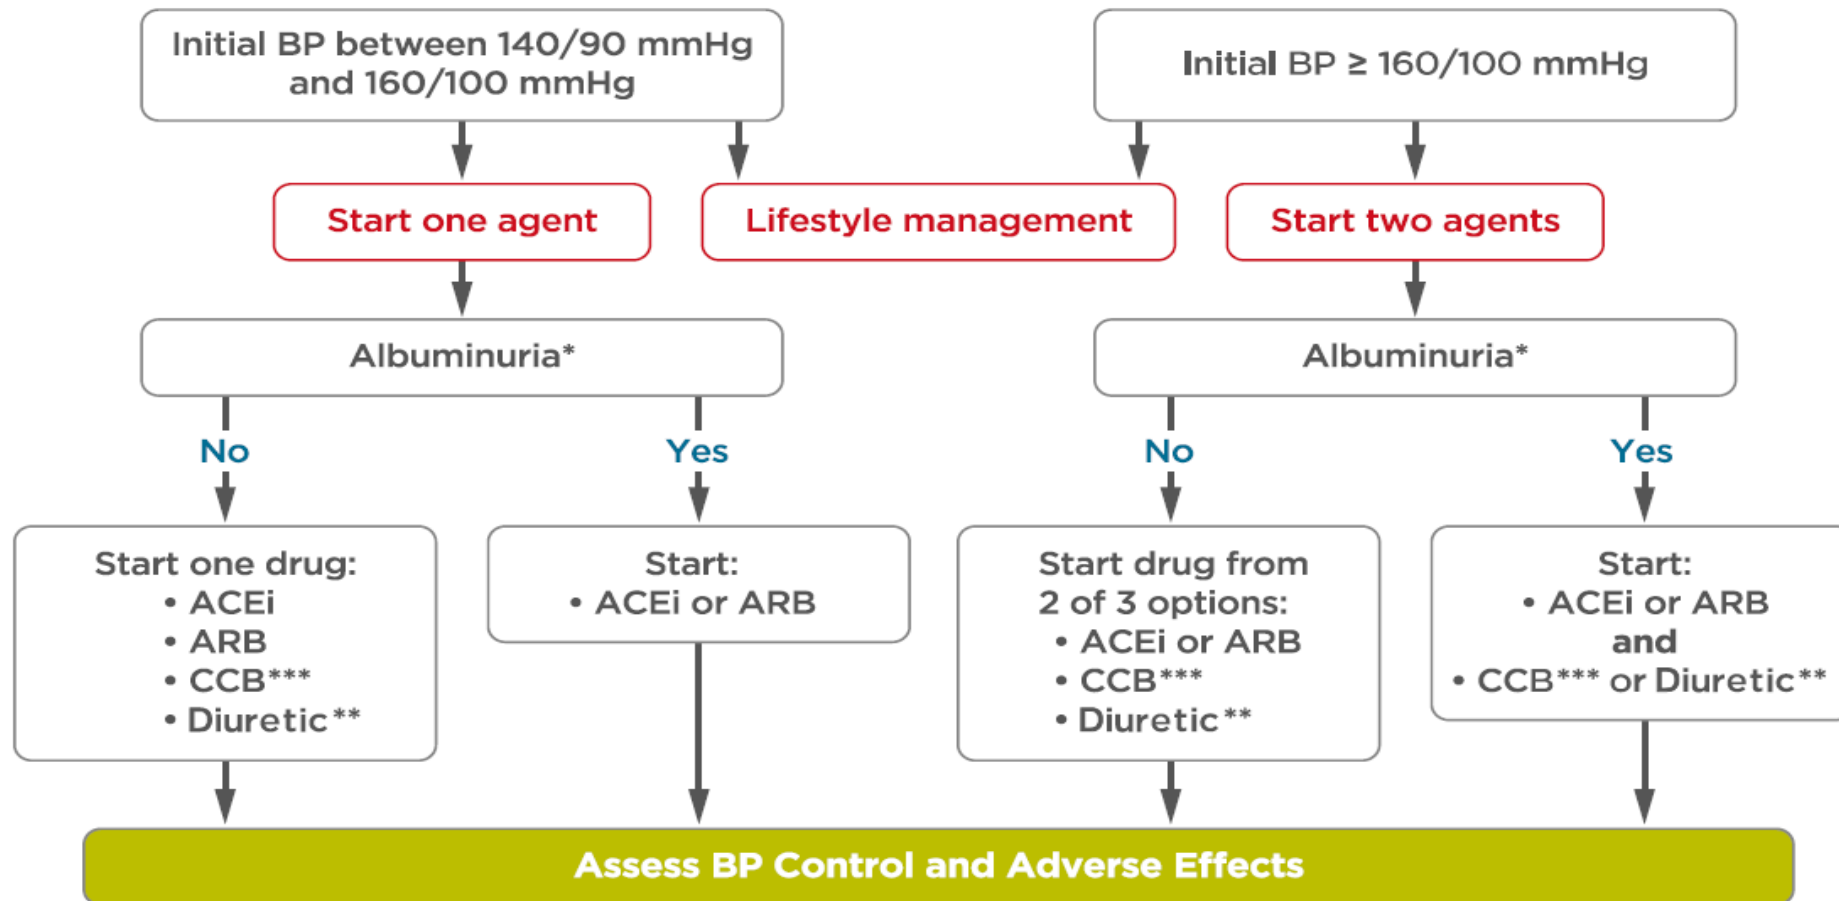 Initial BP between 140/90 mmHg
and 160/100 mmHg
Initial BP ≥ 160/100 mmHg
Start one agent
Lifestyle management
Start two agents
Albuminuria*
Albuminuria*
No
Yes
No
Yes
Start one drug:
• ACEi
• ARB
• CCB***
• Diuretic**
Start:
• ACEi or ARB
Start drug from
2 of 3 options:
• ACEi or ARB
• CCB***
• Diuretic**
Start:
• ACEi or ARB
and
• CCB*** or Diuretic**
Assess BP Control and Adverse Effects